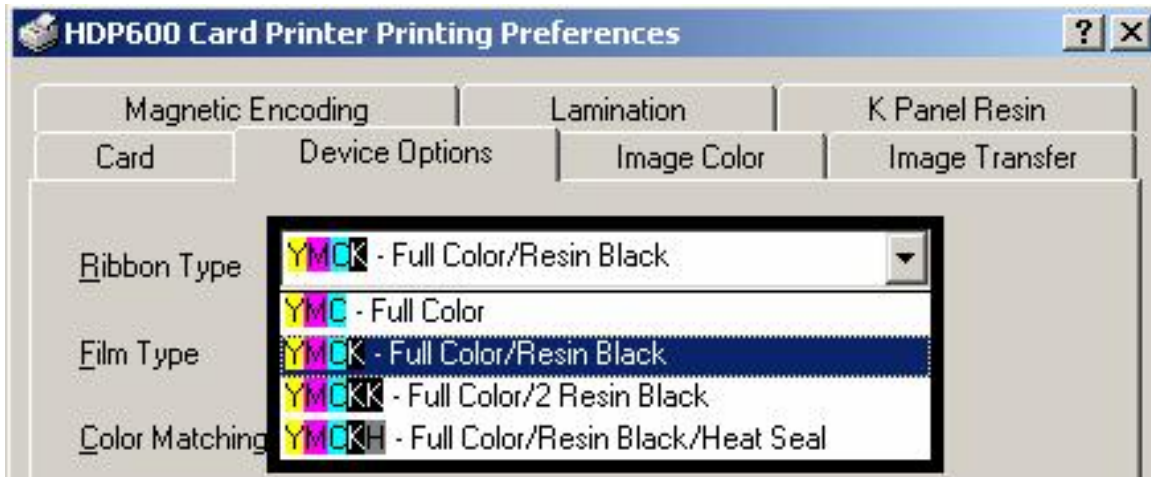 HDP600 Card Printer Printing Preferences
Magnetic Encoding Lamination K Panel Resin
Card Device Options Image Color Image Transfer
Ribbon Type YMCK - Full Color/Resin Black
YMC - Full Color
Film Type YMCK - Full Color/Resin Black
YMCKK - Full Color/2 Resin Black
Color Matching YMCKH - Full Color/Resin Black/Heat Seal